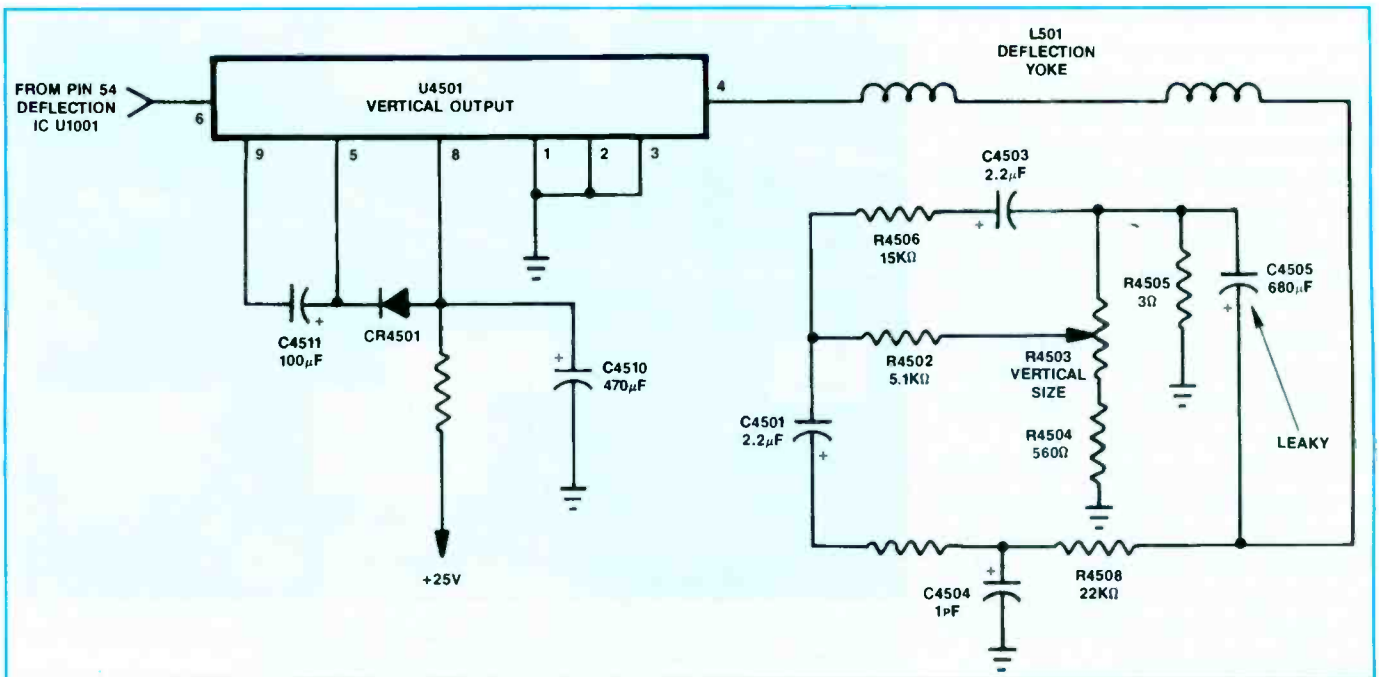 L501
DEFLECTION
YOKE
FROM PIN 54
DEFLECTION
IC U1001
6
U4501
VERTICAL OUTPUT
4
9
5
8
1
2
3
C4503
2.2µF
+
R4506
15KΩ
R4505
3Ω
C4505
680µF
+
C4511
100µF
+
CR4501
+
C4510
470µF
R4502
5.1KΩ
R4503
VERTICAL
SIZE
C4501
2.2µF
+
R4504
560Ω
LEAKY
+25V
+
C4504
1pF
R4508
22KΩ